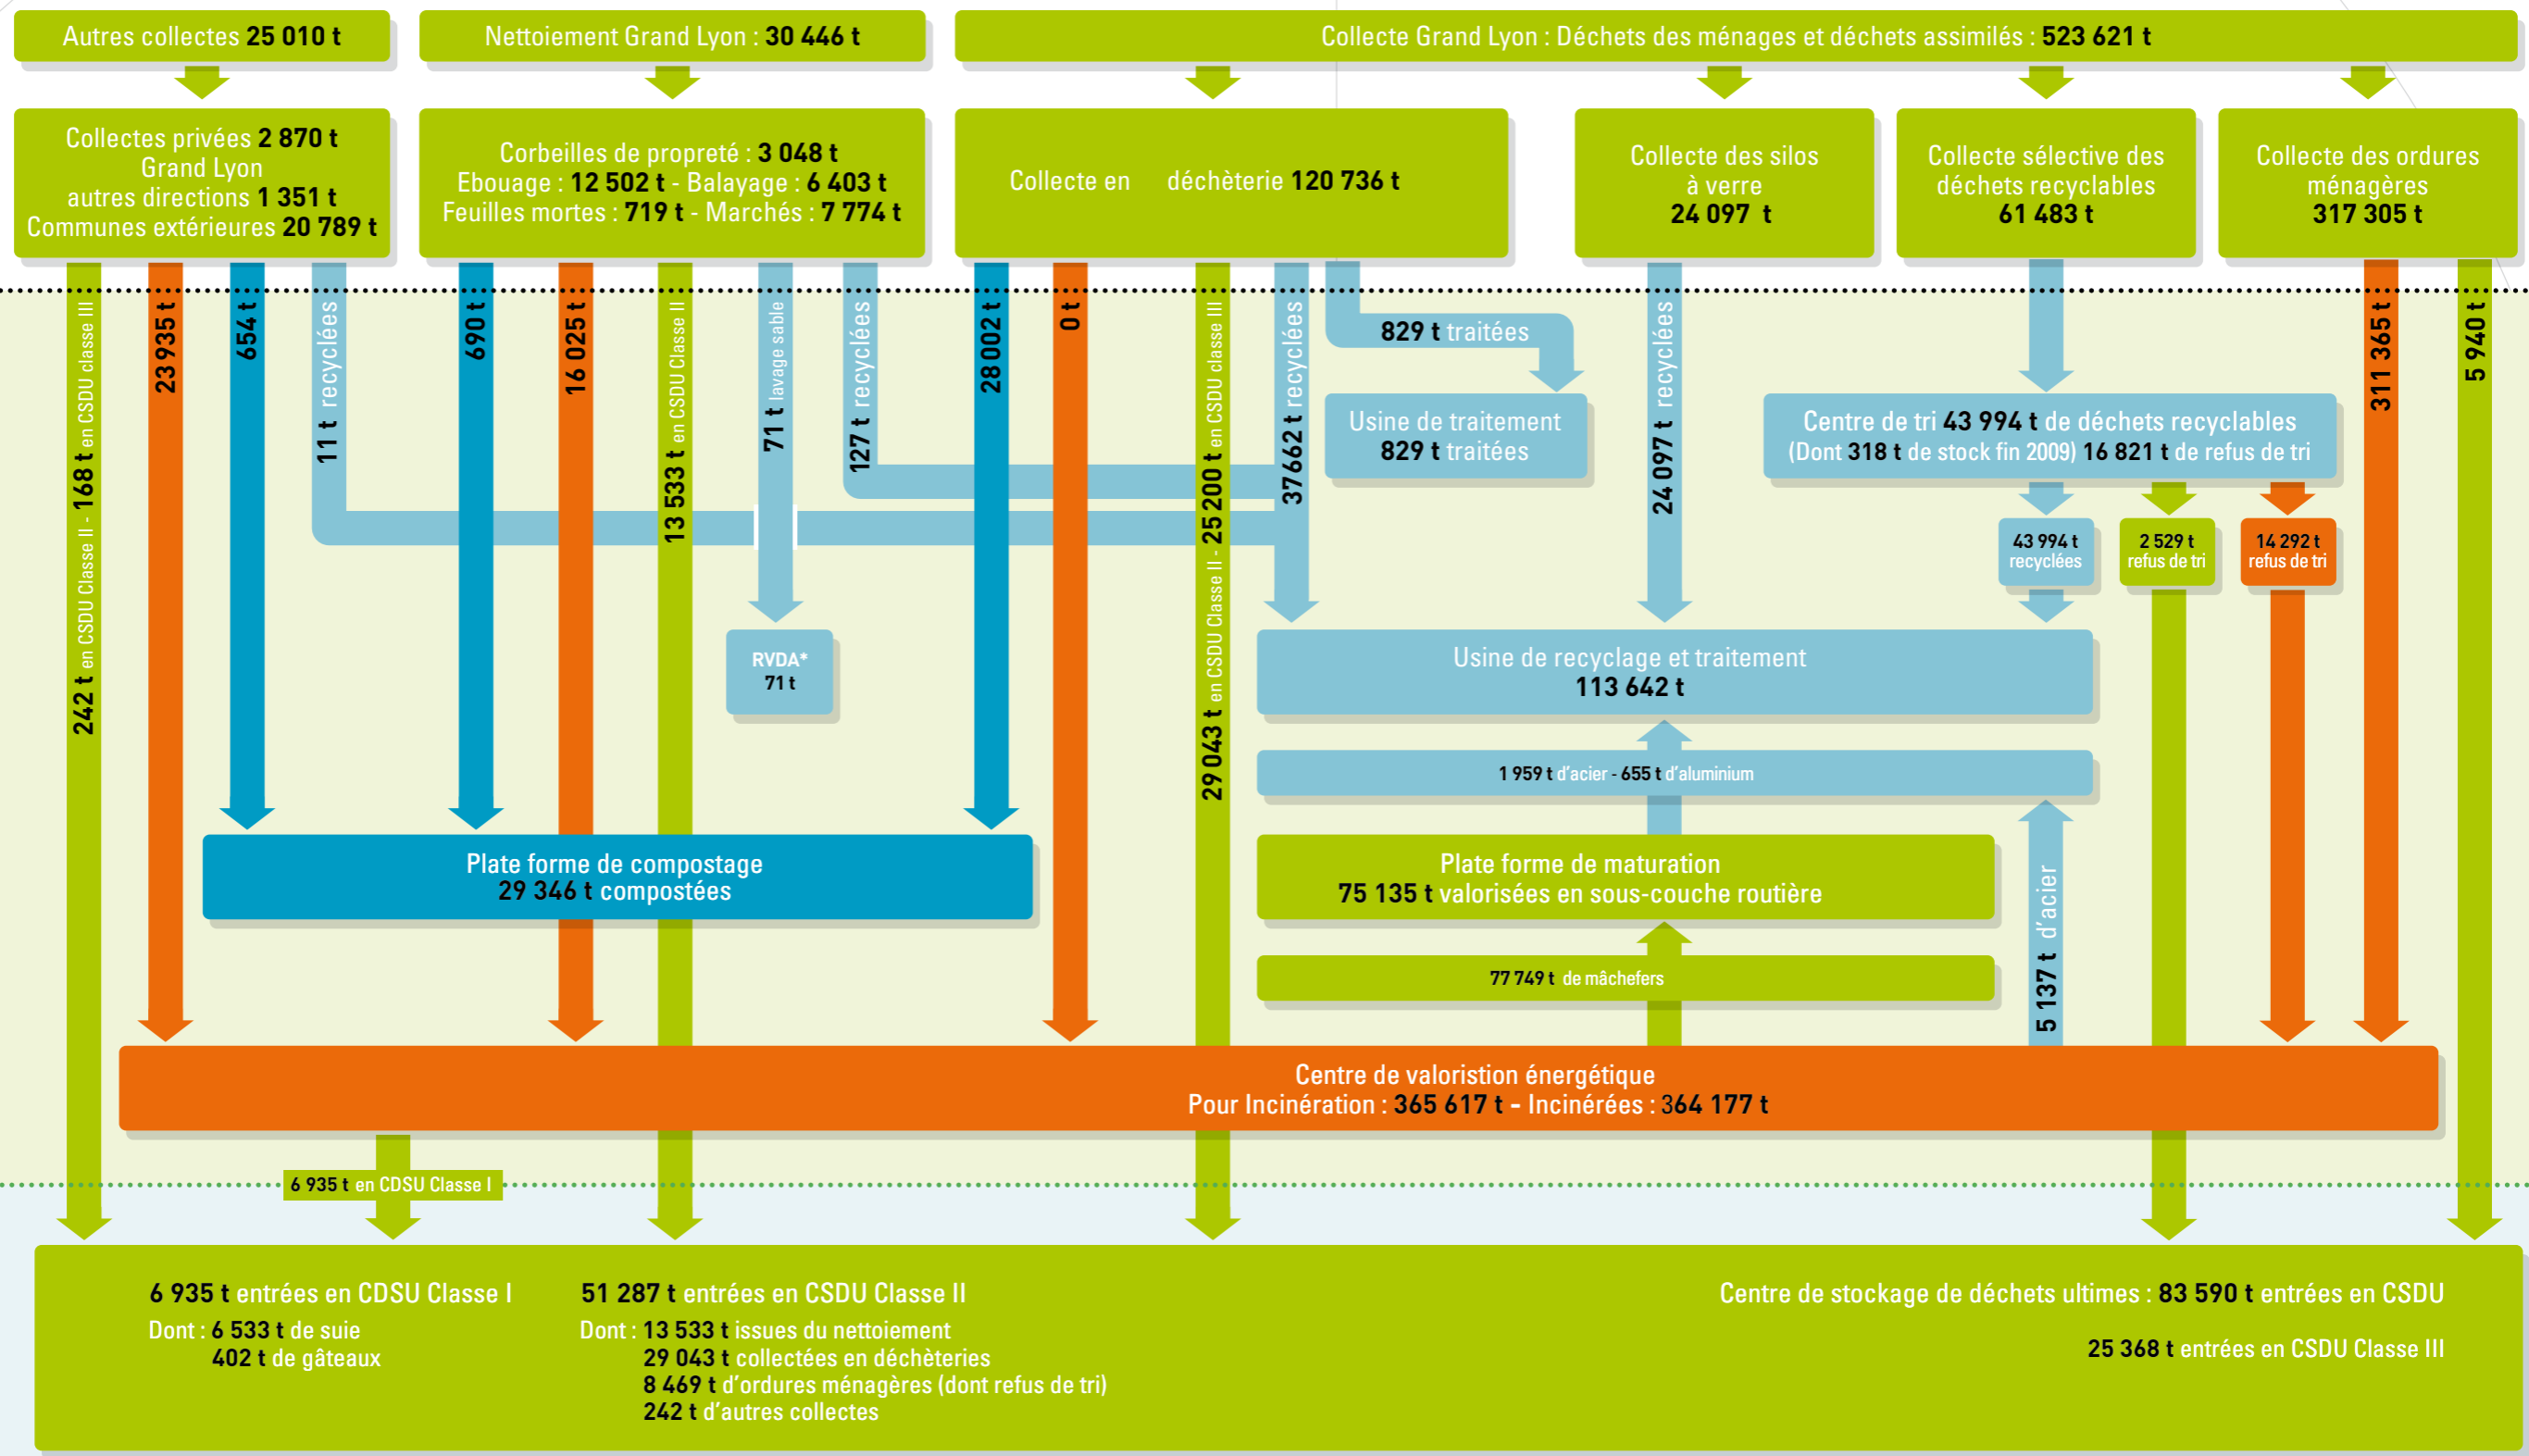 Autres collectes 25 010 t
Nettoiement Grand Lyon : 30 446 t
Collecte Grand Lyon : Déchets des ménages et déchets assimilés : 523 621 t
Collectes privées 2 870 t
Grand Lyon
autres directions 1 351 t
Communes extérieures 20 789 t
Corbeilles de propreté : 3 048 t
Ebouage : 12 502 t - Balayage : 6 403 t
Feuilles mortes : 719 t - Marchés : 7 774 t
Collecte en déchèterie 120 736 t
Collecte des silos
à verre
24 097 t
Collecte sélective des
déchets recyclables
61 483 t
Collecte des ordures
ménagères
317 305 t
242 t en CSDU Classe II - 168 t en CSDU classe III
23 935 t
654 t
11 t recyclées
690 t
16 025 t
13 533 t en CSDU Classe II
71 t lavage sable
127 t recyclées
28 002 t
0 t
29 043 t en CSDU Classe II - 25 200 t en CSDU classe III
37 662 t recyclées
829 t traitées
Usine de traitement
829 t traitées
24 097 t recyclées
Centre de tri 43 994 t de déchets recyclables
(Dont 318 t de stock fin 2009) 16 821 t de refus de tri
311 365 t
5 940 t
43 994 t
recyclées
2 529 t
refus de tri
14 292 t
refus de tri
RVDA*
71 t
Usine de recyclage et traitement
113 642 t
1 959 t d'acier - 655 t d'aluminium
Plate forme de compostage
29 346 t compostées
Plate forme de maturation
75 135 t valorisées en sous-couche routière
77 749 t de mâchefers
5 137 t d'acier
Centre de valoristion énergétique
Pour Incinération : 365 617 t - Incinérées : 364 177 t
6 935 t en CDSU Classe I
6 935 t entrées en CDSU Classe I
Dont : 6 533 t de suie
402 t de gâteaux
51 287 t entrées en CSDU Classe II
Dont : 13 533 t issues du nettoiement
29 043 t collectées en déchèteries
8 469 t d'ordures ménagères (dont refus de tri)
242 t d'autres collectes
Centre de stockage de déchets ultimes : 83 590 t entrées en CSDU
25 368 t entrées en CSDU Classe III